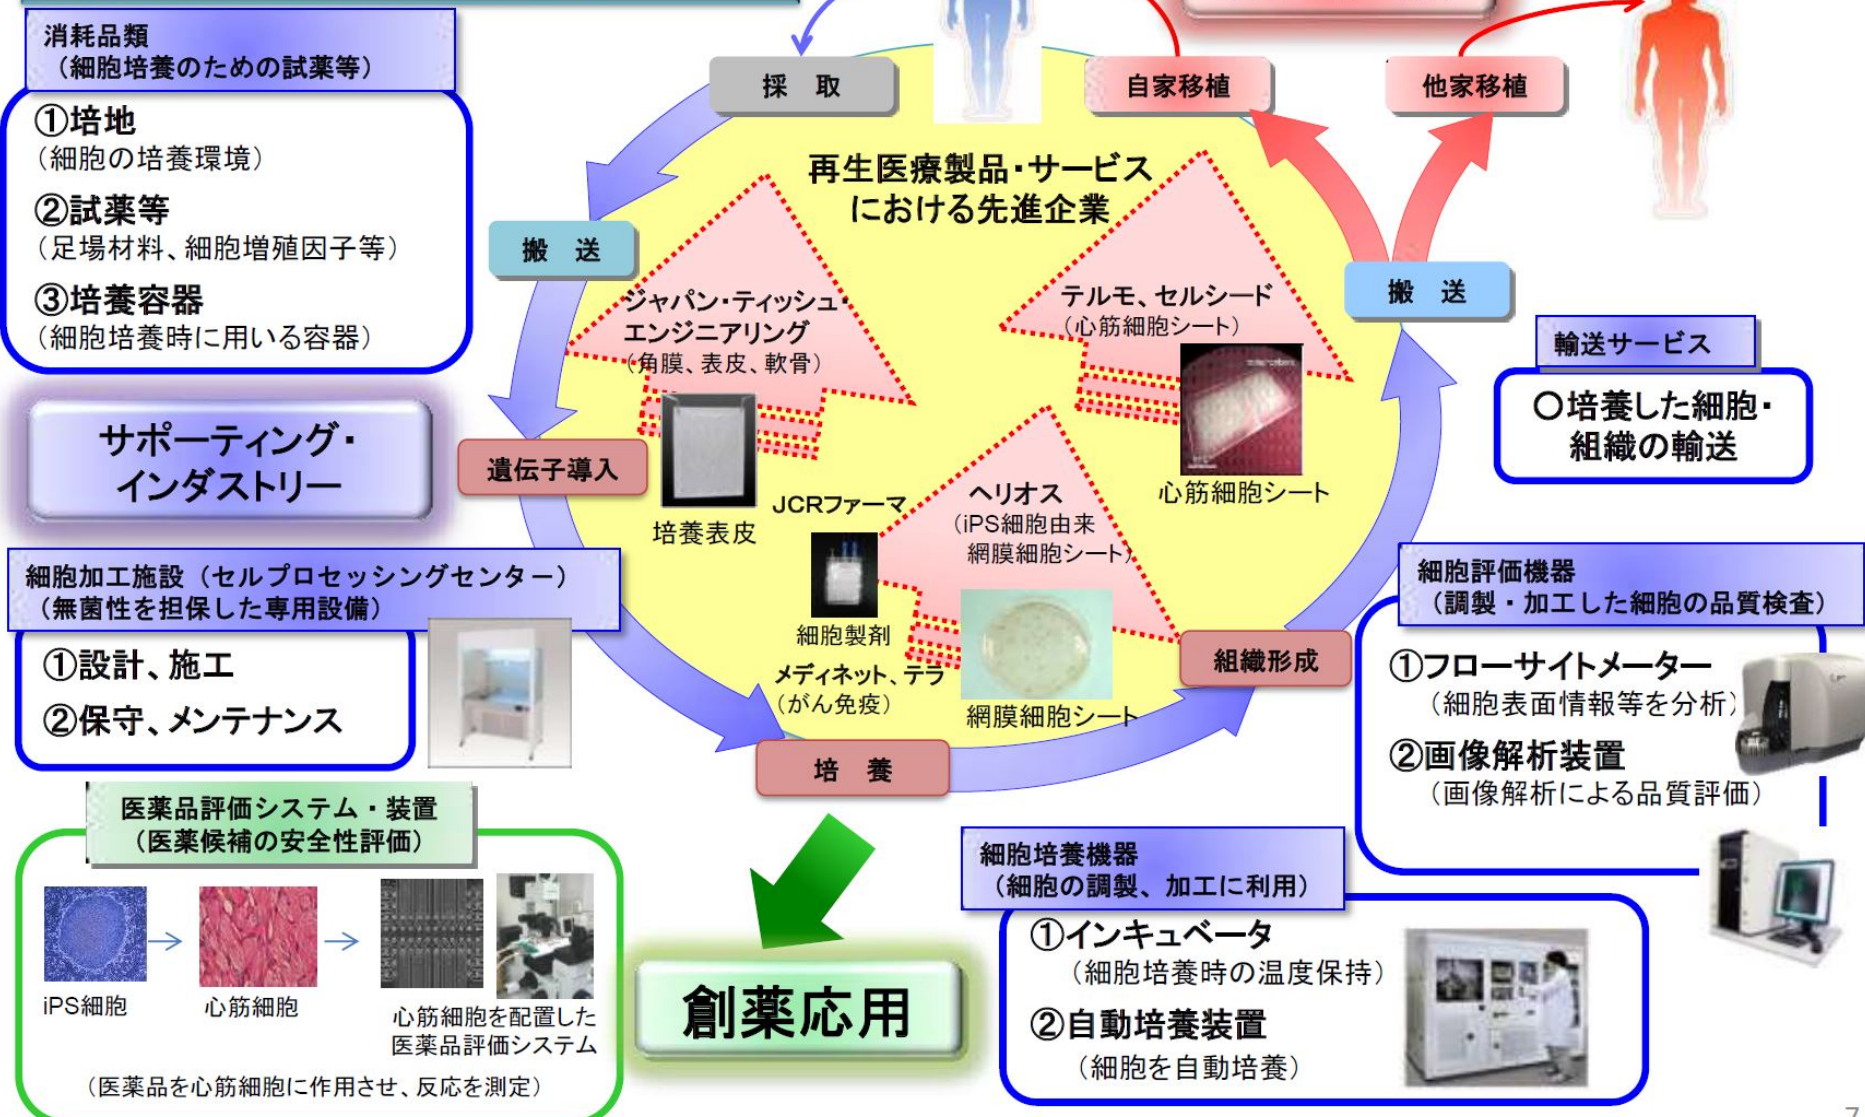 消耗品類
（細胞培養のための試薬等）
①培地
（細胞の培養環境）
②試薬等
（足場材料、細胞増殖因子等）
③培養容器
（細胞培養時に用いる容器）
サポーティング・
インダストリー
細胞加工施設（セルプロセッシングセンター）
（無菌性を担保した専用設備）
①設計、施工
②保守、メンテナンス
医薬品評価システム・装置
（医薬候補の安全性評価）
iPS細胞
心筋細胞
心筋細胞を配置した
医薬品評価システム
（医薬品を心筋細胞に作用させ、反応を測定）
採　取
自家移植
他家移植
再生医療製品・サービス
における先進企業
搬　送
搬　送
ジャパン・ティッシュ・
エンジニアリング
（角膜、表皮、軟骨）
培養表皮
テルモ、セルシード
（心筋細胞シート）
心筋細胞シート
遺伝子導入
JCRファーマ
細胞製剤
メディネット、テラ
（がん免疫）
ヘリオス
（iPS細胞由来
網膜細胞シート）
網膜細胞シート
組織形成
培　養
創薬応用
輸送サービス
〇培養した細胞・
組織の輸送
細胞評価機器
（調製・加工した細胞の品質検査）
①フローサイトメーター
（細胞表面情報等を分析）
②画像解析装置
（画像解析による品質評価）
細胞培養機器
（細胞の調製、加工に利用）
①インキュベータ
（細胞培養時の温度保持）
②自動培養装置
（細胞を自動培養）